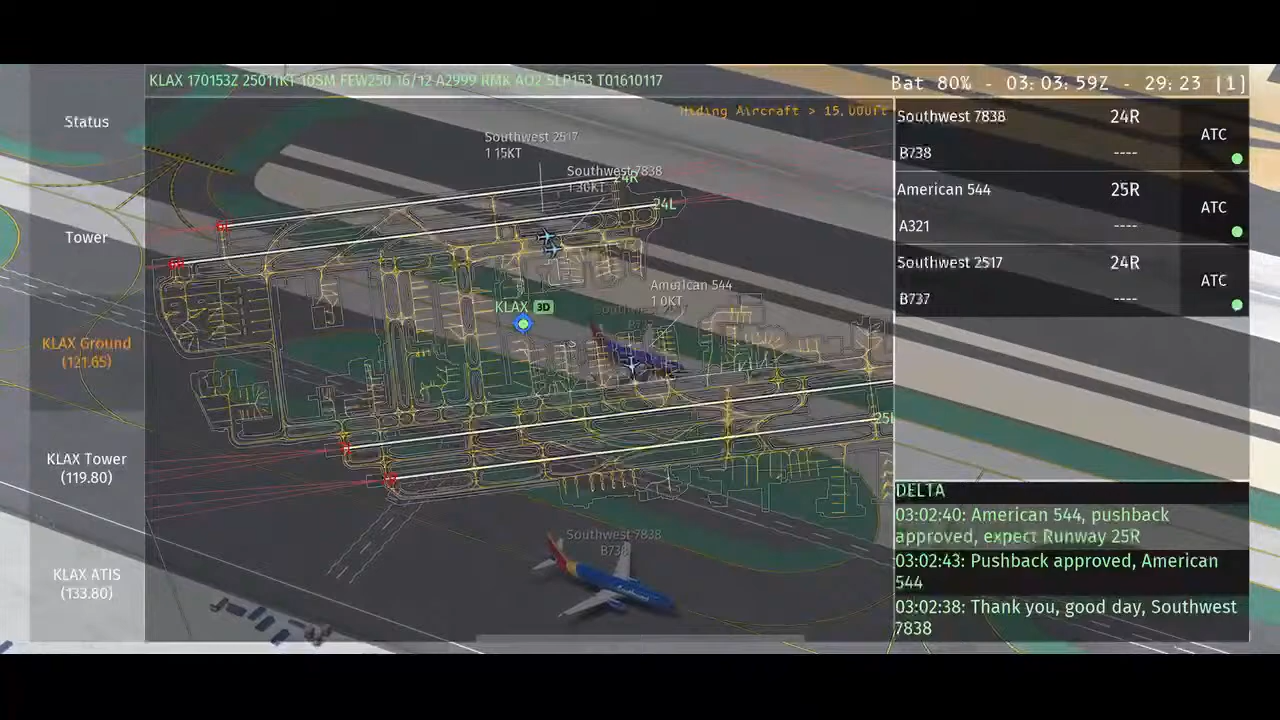 KLAX 170153Z 25011KT 10SM FEW250 16/12 A2999 RMK AO2 SLP153 T01610117
Bat 80% - 03:03:59Z - 29:23 [1]
Status
Tower
KLAX Ground
(121.65)
KLAX Tower
(119.80)
KLAX ATIS
(133.80)
Hiding Aircraft > 15,000ft
Southwest 2517
1 15KT
Southwest 7838
1 30KT
24R
24L
KLAX 3D
American 544
1 0KT
Southwest 2517
25L
Southwest 7838
B738
Southwest 7838 24R
ATC
B738 ----
American 544 25R
ATC
A321 ----
Southwest 2517 24R
ATC
B737 ----
DELTA
03:02:40: American 544, pushback
approved, expect Runway 25R
03:02:43: Pushback approved, American
544
03:02:38: Thank you, good day, Southwest
7838